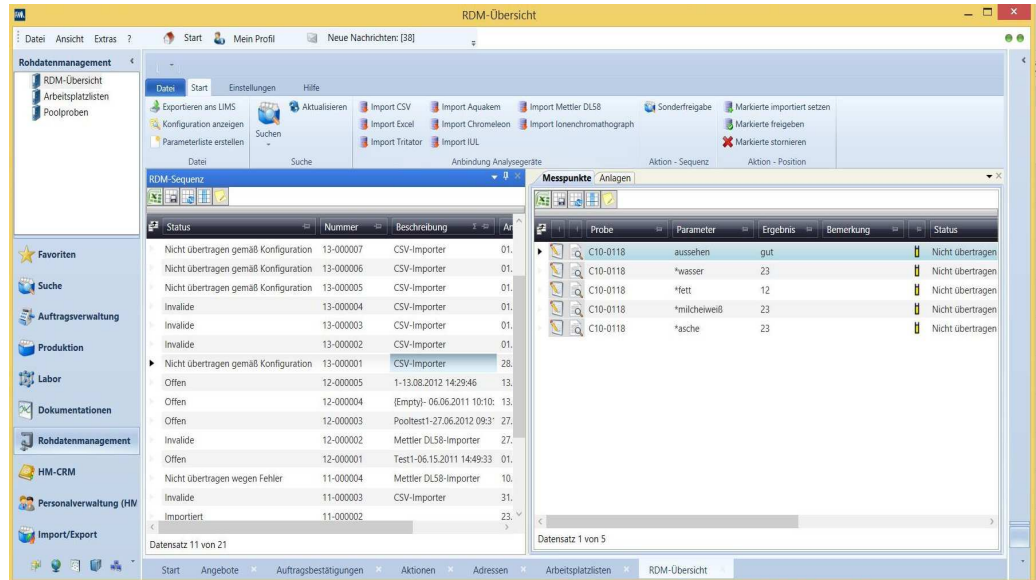 RDM-Übersicht
Datei Ansicht Extras ? Start Mein Profil Neue Nachrichten: [38]
Rohdatenmanagement
RDM-Übersicht
Arbeitsplatzlisten
Poolproben
Datei Start Einstellungen Hilfe
Exportieren ans LIMS Aktualisieren Import CSV Import Aquakem Import Mettler DL58 Sonderfreigabe Markierte importiert setzen
Konfiguration anzeigen Suchen Import Excel Import Chromeleon Import Ionenchromathograph Markierte freigeben
Parameterliste erstellen Import Tritator Import IUL Markierte stornieren
Datei Suche Anbindung Analysegeräte Aktion - Sequenz Aktion - Position
RDM-Sequenz
Status Nummer Beschreibung An
Nicht übertragen gemäß Konfiguration 13-000007 CSV-Importer 01.
Nicht übertragen gemäß Konfiguration 13-000006 CSV-Importer 01.
Nicht übertragen gemäß Konfiguration 13-000005 CSV-Importer 01.
Invalide 13-000004 CSV-Importer 01.
Invalide 13-000003 CSV-Importer 01.
Invalide 13-000002 CSV-Importer 01.
Nicht übertragen gemäß Konfiguration 13-000001 CSV-Importer 28.
Offen 12-000005 1-13.08.2012 14:29:46 13.
Offen 12-000004 {Empty}- 06.06.2011 10:10: 13.
Offen 12-000003 Pooltest1-27.06.2012 09:3 27.
Invalide 12-000002 Mettler DL58-Importer 27.
Offen 12-000001 Test1-06.15.2011 14:49:33 01.
Nicht übertragen wegen Fehler 11-000004 Mettler DL58-Importer 10.
Invalide 11-000003 CSV-Importer 31.
Importiert 11-000002 23.
Datensatz 11 von 21
Messpunkte Anlagen
Probe Parameter Ergebnis Bemerkung Status
C10-0118 aussehen gut Nicht übertragen
C10-0118 *wasser 23 Nicht übertragen
C10-0118 *fett 12 Nicht übertragen
C10-0118 *milcheiweiß 23 Nicht übertragen
C10-0118 *asche 23 Nicht übertragen
Datensatz 1 von 5
Favoriten
Suche
Auftragsverwaltung
Produktion
Labor
Dokumentationen
Rohdatenmanagement
HM-CRM
Personalverwaltung (HM
Import/Export
Start Angebote Auftragsbestätigungen Aktionen Adressen Arbeitsplatzlisten RDM-Übersicht